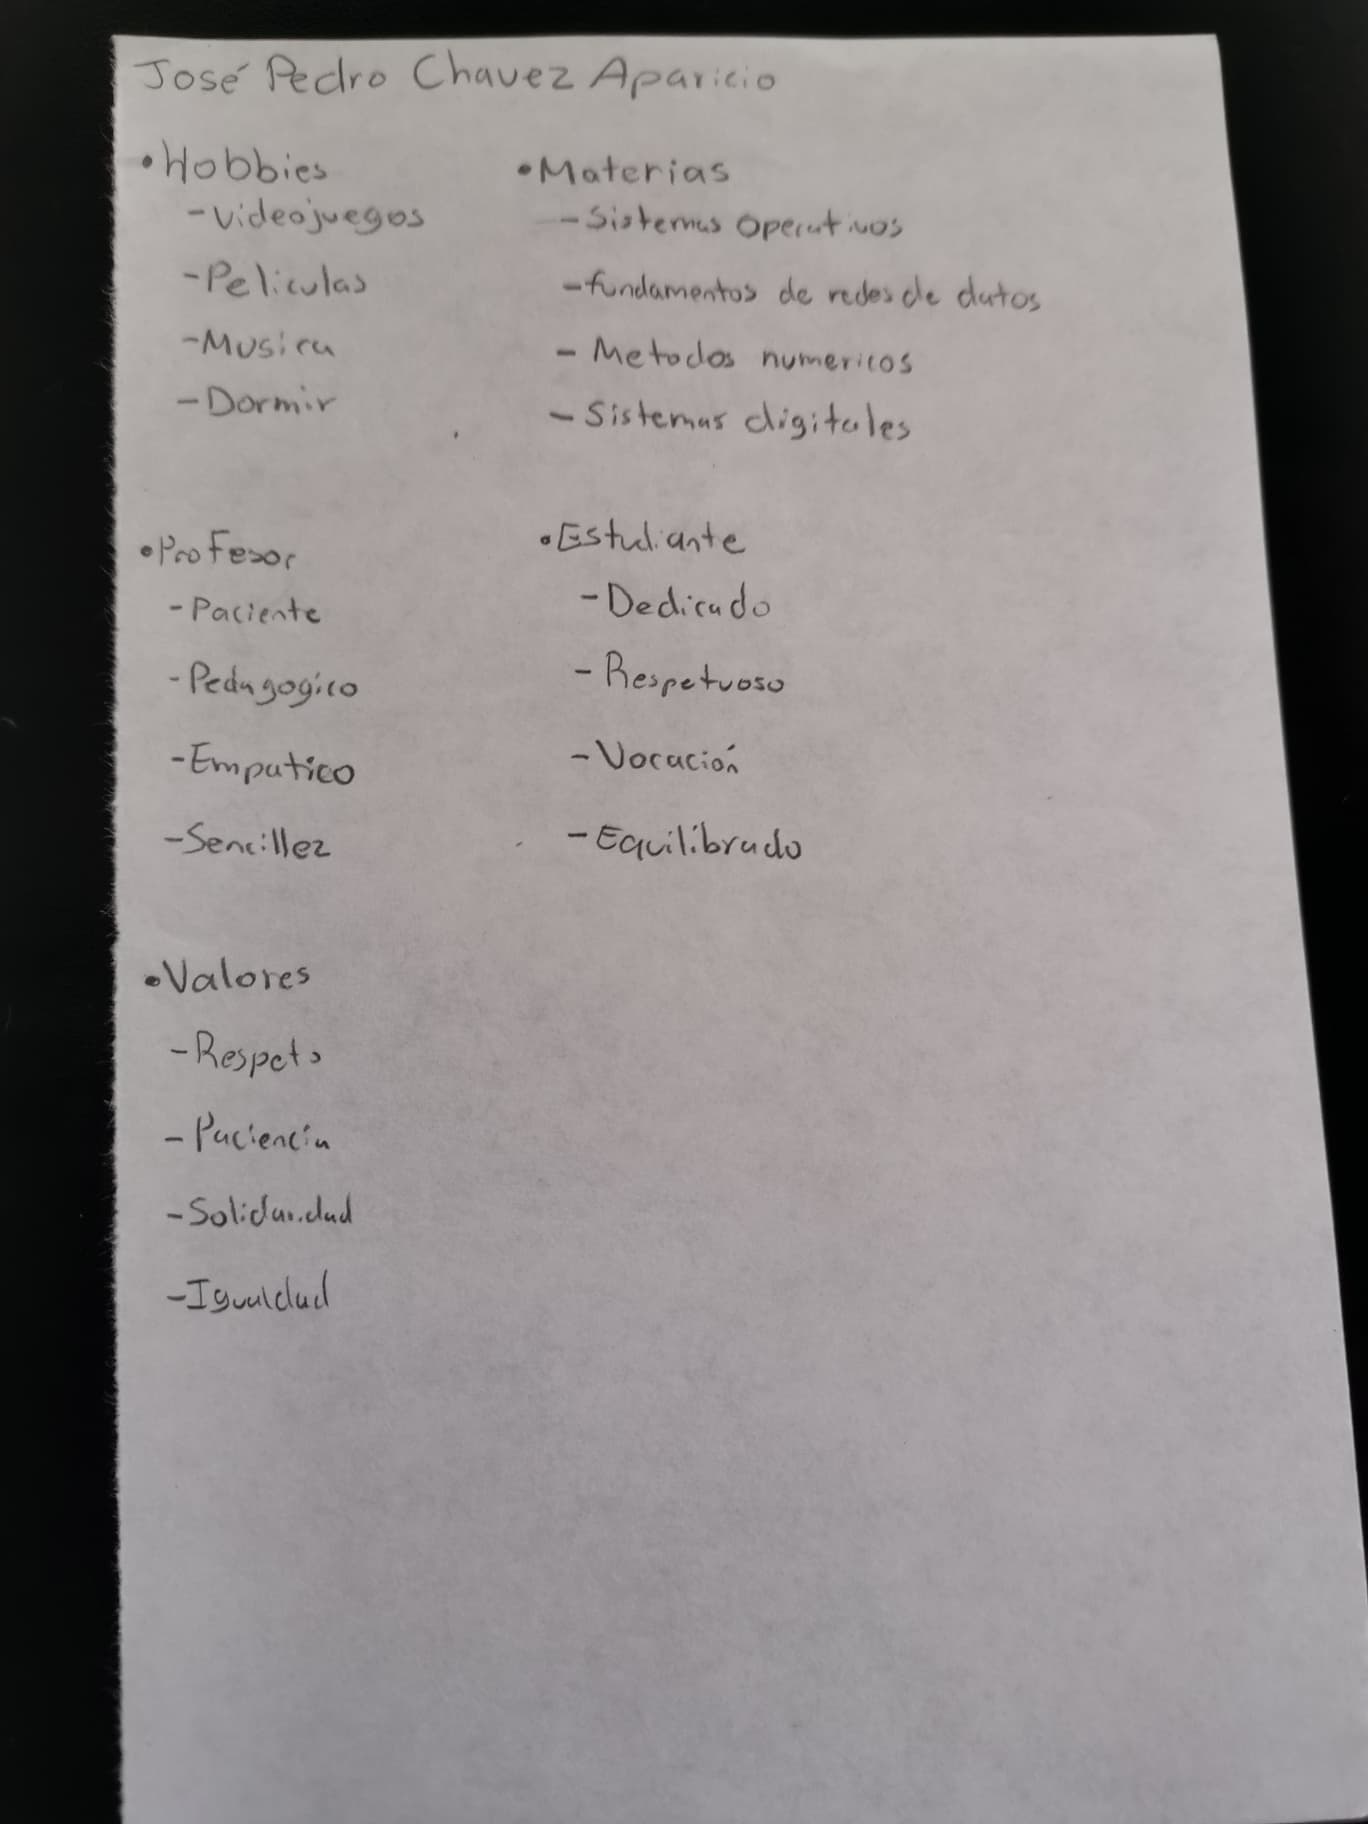 José Pedro Chavez Aparicio
•Hobbies
-Videojuegos
-Peliculas
-Musica
-Dormir
•Materias
-Sistemas Operativos
-fundamentos de redes de datos
- Metodos numericos
- Sistemas digitales
•Profesor
-Paciente
-Pedagogico
-Empatico
-Sencillez
•Estudiante
-Dedicado
-Respetuoso
-Vocación
-Equilibrado
•Valores
-Respeto
- Paciencia
-Solidaridad
-Igualdad